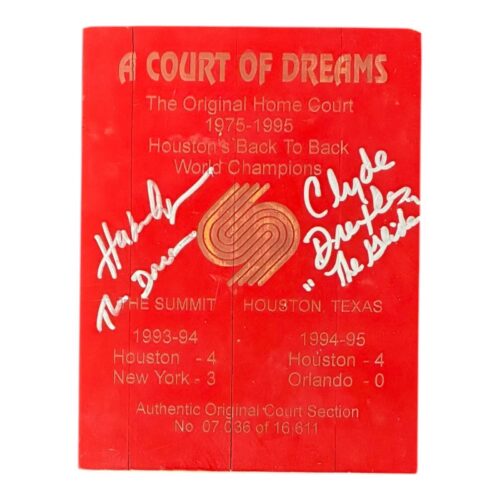 A COURT OF DREAMS
The Original Home Court
1975-1995
Houston's Back To Back
World Champions
Clyde
Drexler
"The Glide
THE SUMMIT HOUSTON, TEXAS
1993-94 1994-95
Houston - 4 Houston - 4
New York - 3 Orlando - 0
Authentic Original Court Section
No 07,036 of 16,611